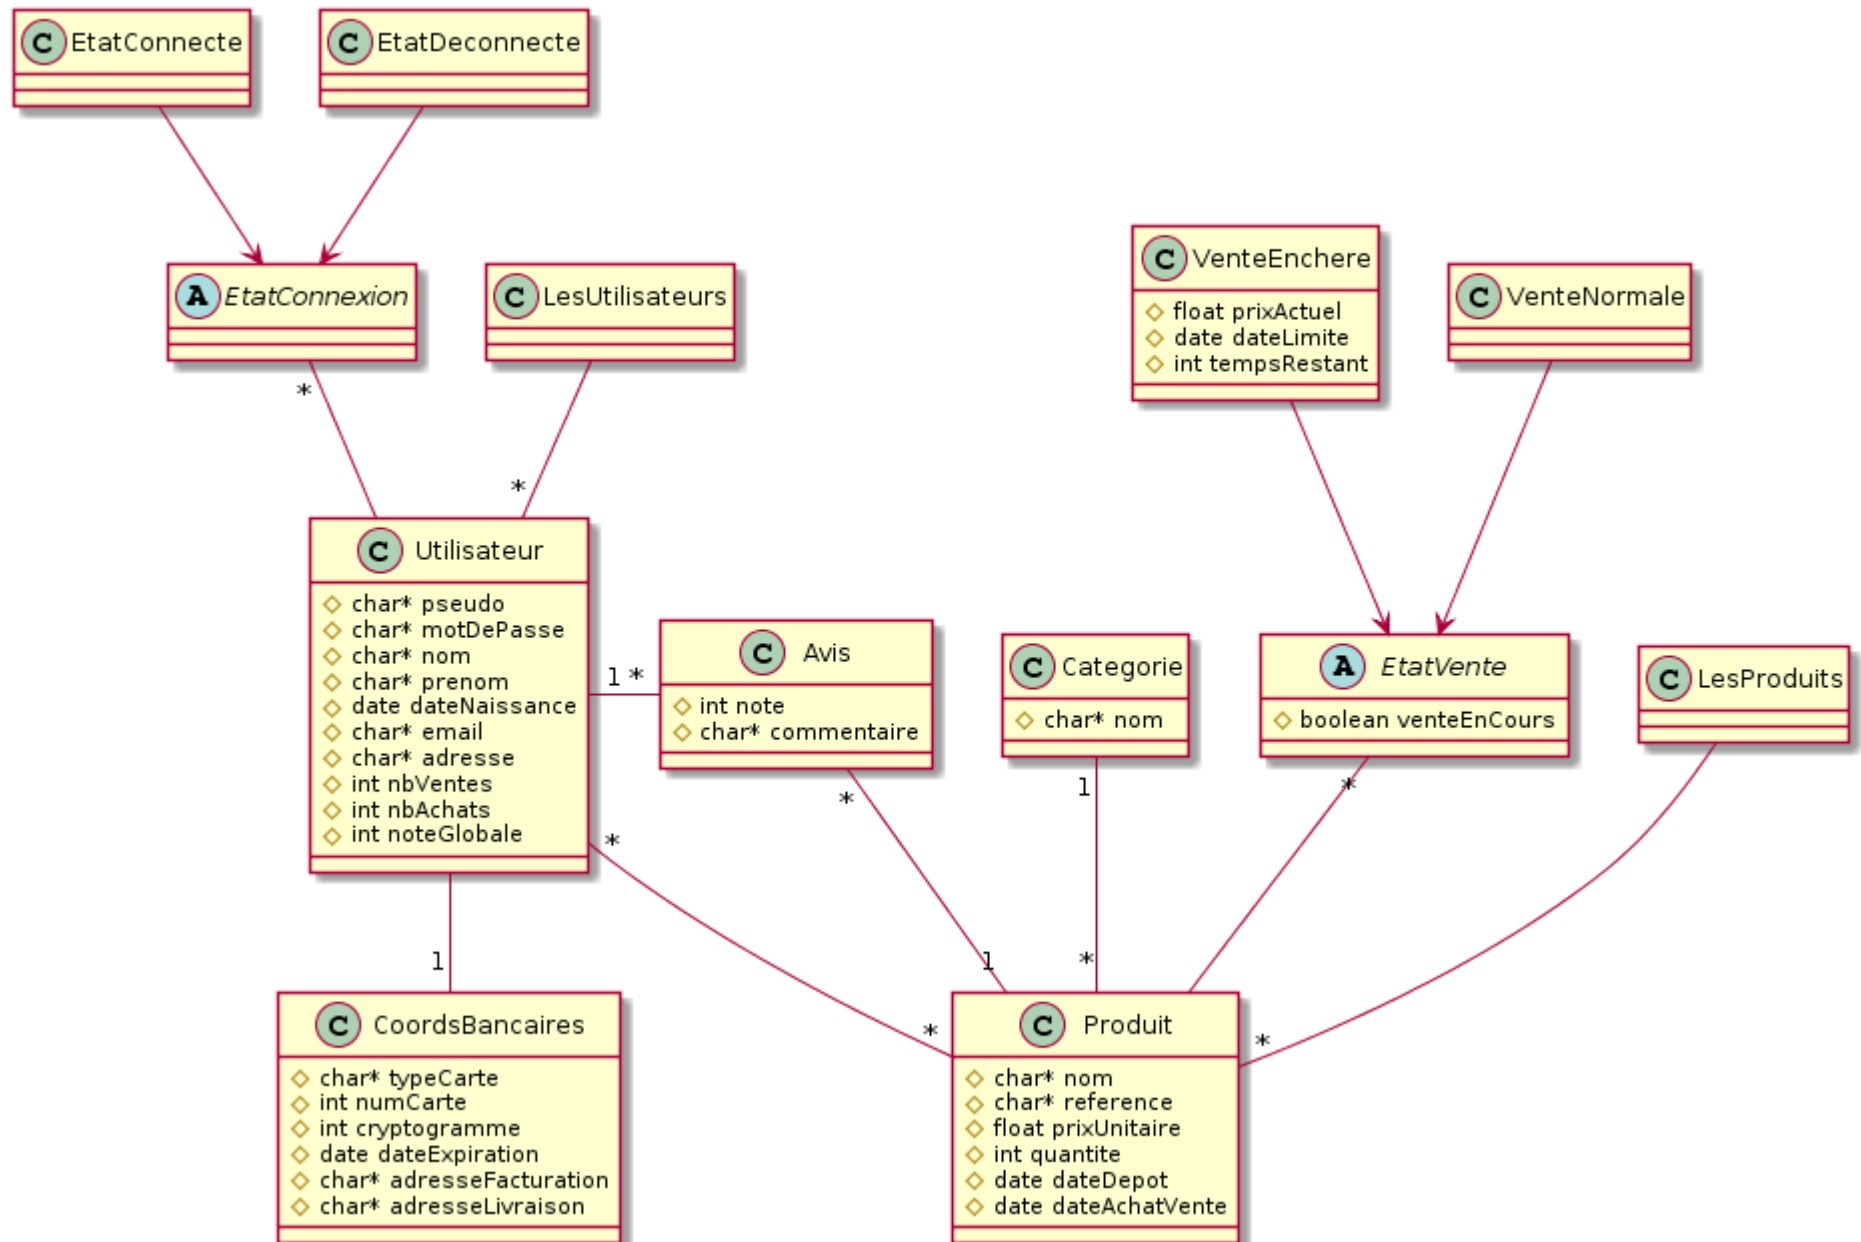 C EtatConnecte
C EtatDeconnecte
A EtatConnexion
C LesUtilisateurs
C VenteEnchere
float prixActuel
date dateLimite
int tempsRestant
C VenteNormale
*
*
C Utilisateur
char* pseudo
char* motDePasse
char* nom
char* prenom
date dateNaissance
char* email
char* adresse
int nbVentes
int nbAchats
int noteGlobale
1 *
C Avis
int note
char* commentaire
C Categorie
char* nom
A EtatVente
boolean venteEnCours
C LesProduits
*
*
1
*
1
*
1
*
*
*
C CoordsBancaires
char* typeCarte
int numCarte
int cryptogramme
date dateExpiration
char* adresseFacturation
char* adresseLivraison
C Produit
char* nom
char* reference
float prixUnitaire
int quantite
date dateDepot
date dateAchatVente